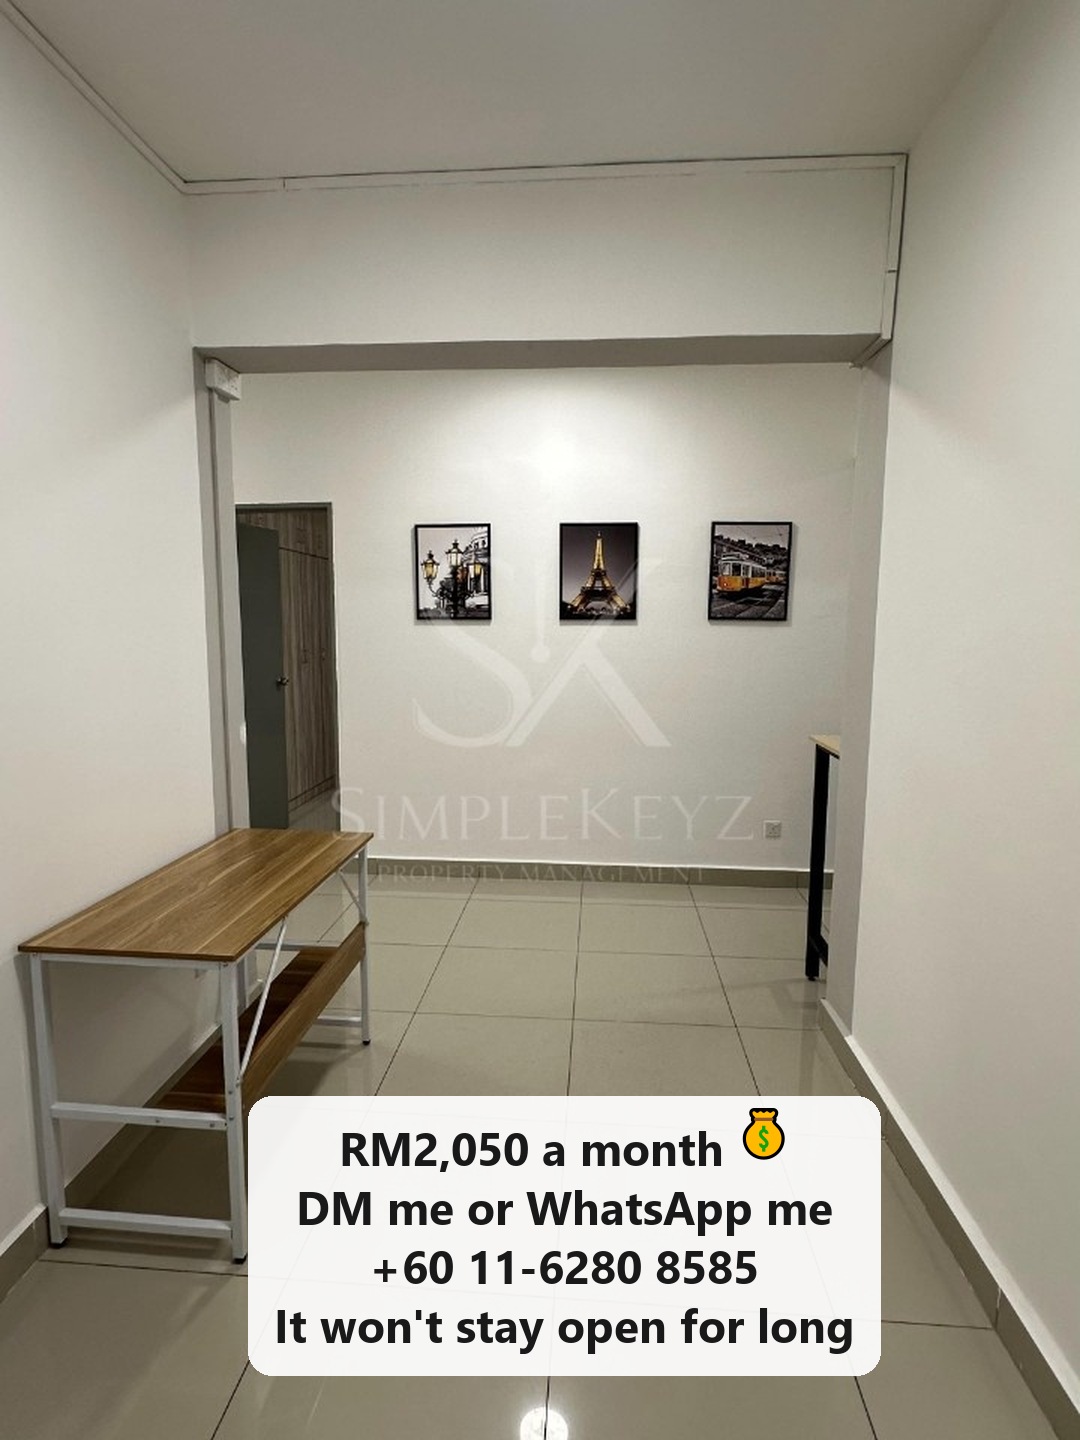 SK
SIMPLEKEYZ
PROPERTY MANAGEMENT
RM2,050 a month 💰
DM me or WhatsApp me
+60 11-6280 8585
It won't stay open for long